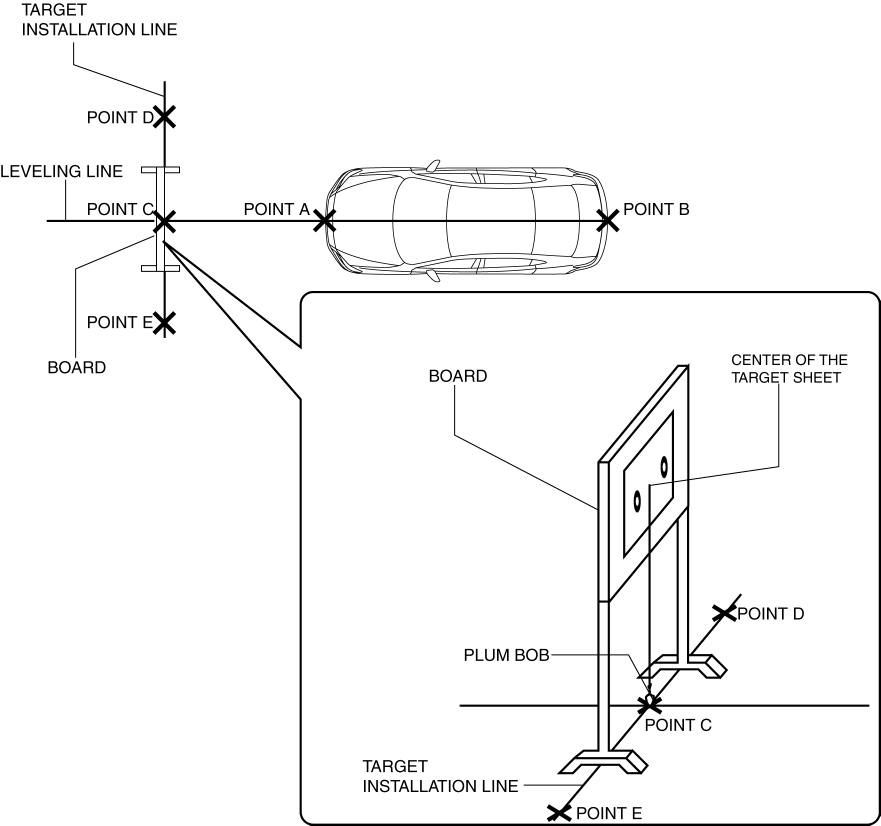 TARGET
INSTALLATION LINE
POINT D
LEVELING LINE
POINT C
POINT A
POINT B
POINT E
BOARD
BOARD
CENTER OF THE
TARGET SHEET
POINT D
PLUM BOB
POINT C
TARGET
INSTALLATION LINE
POINT E